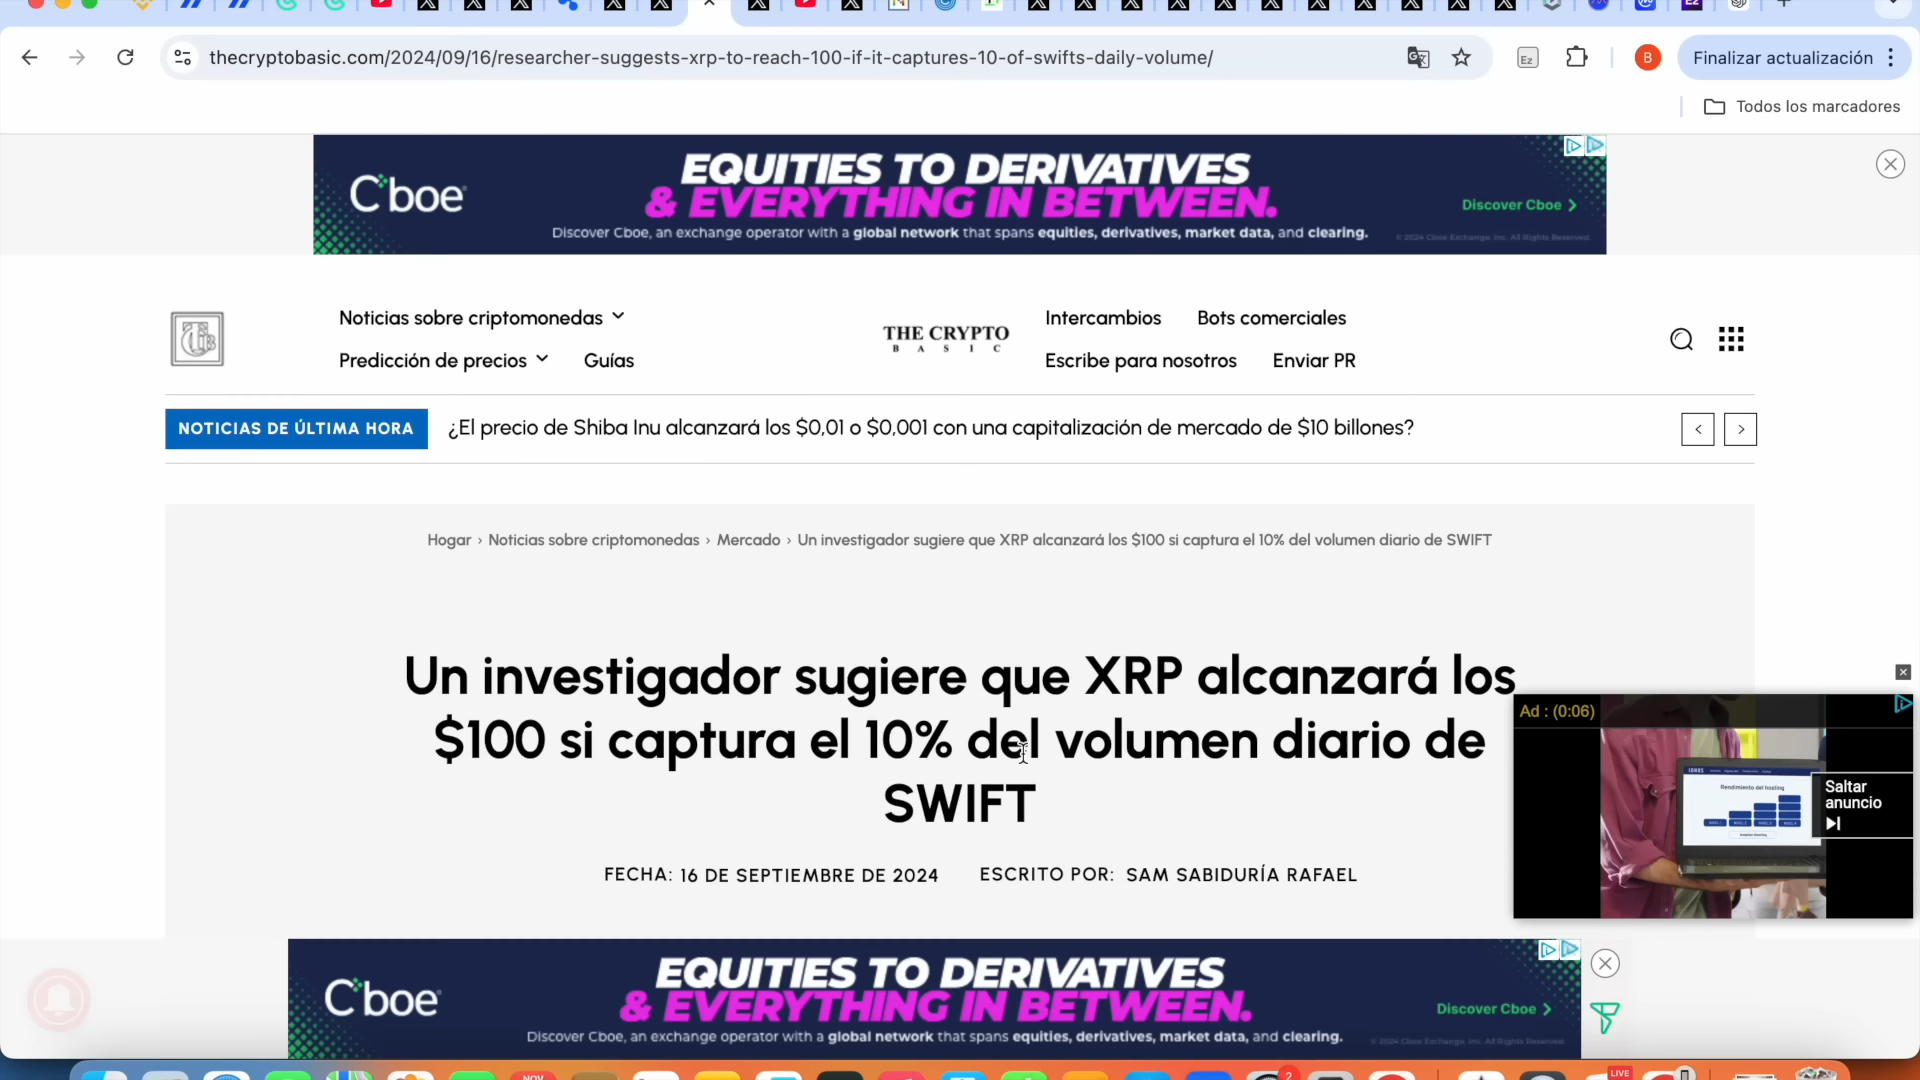 thecryptobasic.com/2024/09/16/researcher-suggests-xrp-to-reach-100-if-it-captures-10-of-swifts-daily-volume/
Ez
B
Finalizar actualización
Todos los marcadores
Cboe
EQUITIES TO DERIVATIVES
& EVERYTHING IN BETWEEN.
Discover Cboe
Discover Cboe, an exchange operator with a global network that spans equities, derivatives, market data, and clearing.
© 2024 Cboe Exchange, Inc. All Rights Reserved.
Noticias sobre criptomonedas
THE CRYPTO
BASIC
Intercambios
Bots comerciales
Predicción de precios
Guías
Escribe para nosotros
Enviar PR
NOTICIAS DE ÚLTIMA HORA
¿El precio de Shiba Inu alcanzará los $0,01 o $0,001 con una capitalización de mercado de $10 billones?
Hogar › Noticias sobre criptomonedas › Mercado › Un investigador sugiere que XRP alcanzará los $100 si captura el 10% del volumen diario de SWIFT
Un investigador sugiere que XRP alcanzará los
$100 si captura el 10% del volumen diario de
SWIFT
Ad : (0:06)
IONOS
Rendimiento del hosting
Saltar
anuncio
FECHA: 16 DE SEPTIEMBRE DE 2024
ESCRITO POR: SAM SABIDURÍA RAFAEL
Cboe
EQUITIES TO DERIVATIVES
& EVERYTHING IN BETWEEN.
Discover Cboe
Discover Cboe, an exchange operator with a global network that spans equities, derivatives, market data, and clearing.
© 2024 Cboe Exchange, Inc. All Rights Reserved.
NOV
2
LIVE